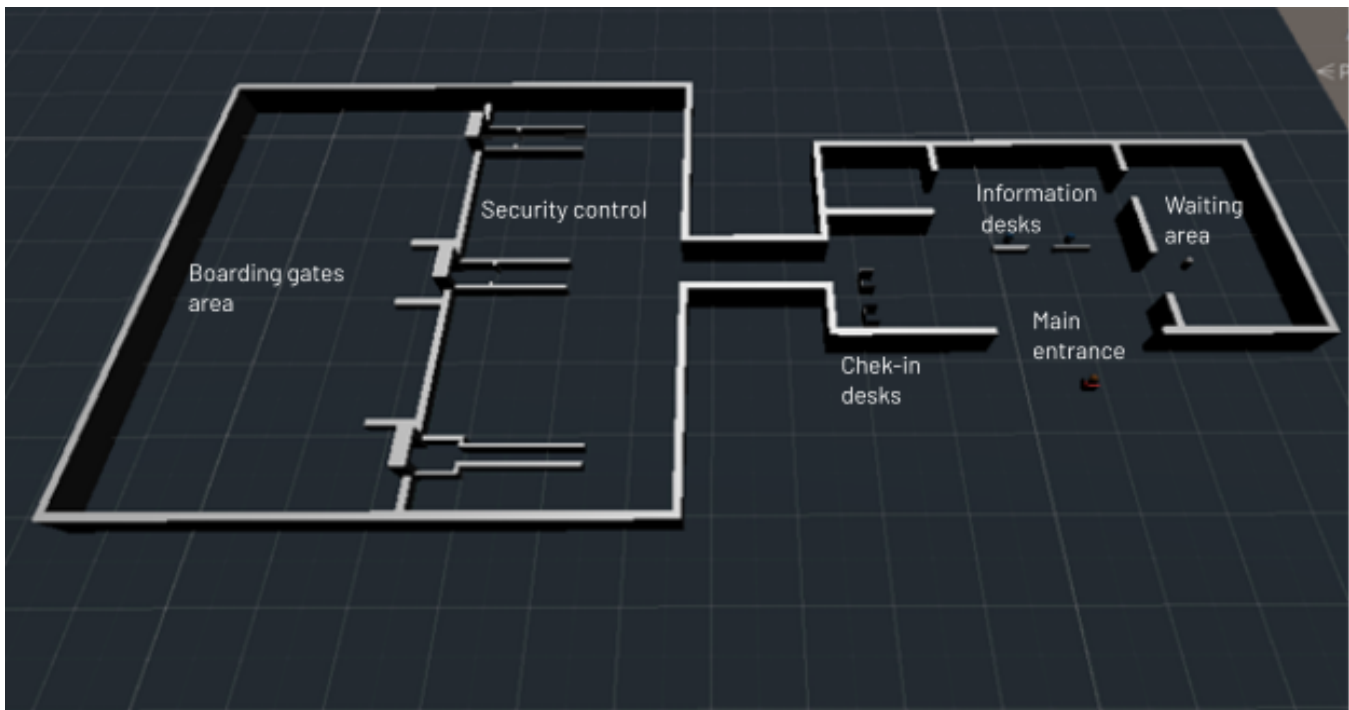 Information
desks
Waiting
area
Security control
Boarding gates
area
Main
entrance
Chek-in
desks